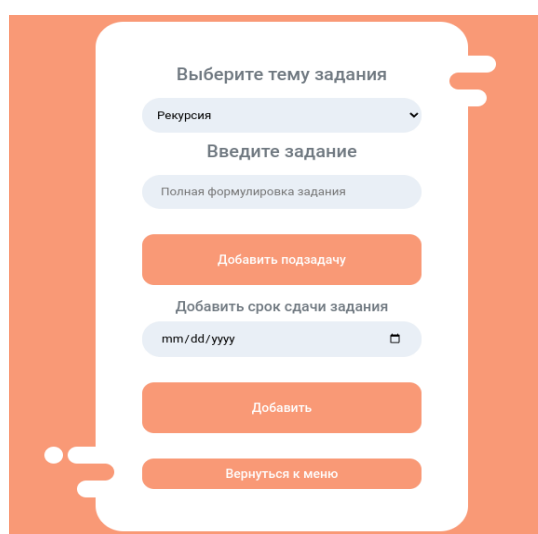 Выберите тему задания
Рекурсия
Введите задание
Полная формулировка задания
Добавить подзадачу
Добавить срок сдачи задания
mm/dd/yyyy
Добавить
Вернуться к меню